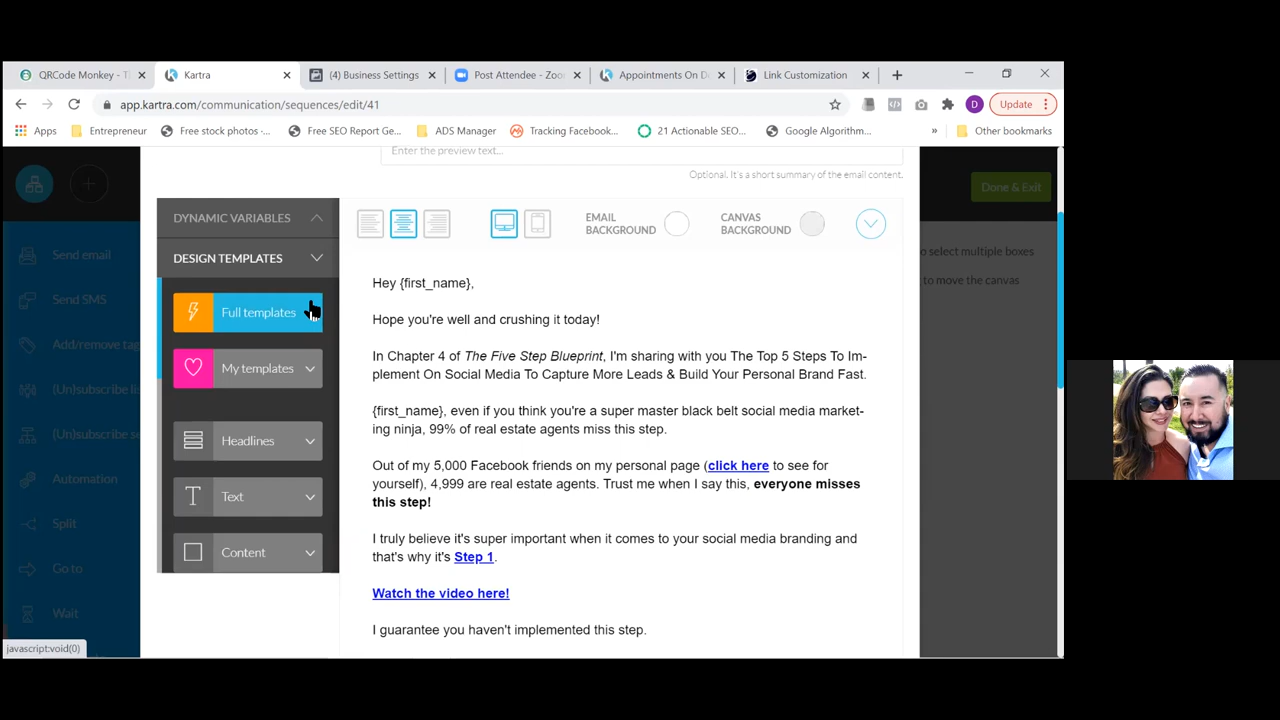 QRCode Monkey - T
Kartra
(4) Business Settings
Post Attendee - Zoo
Appointments On D
Link Customization
app.kartra.com/communication/sequences/edit/41
D
Update
Apps
Entrepreneur
Free stock photos -...
Free SEO Report Ge...
ADS Manager
Tracking Facebook...
21 Actionable SEO...
Google Algorithm...
»
Other bookmarks
Enter the preview text...
Optional. It's a short summary of the email content.
Done & Exit
DYNAMIC VARIABLES
DESIGN TEMPLATES
EMAIL
BACKGROUND
CANVAS
BACKGROUND
Send email
Send SMS
Add/remove tag
(Un)subscribe li
(Un)subscribe s
Automation
Split
Go to
Wait
Full templates
My templates
Headlines
T Text
Content
o select multiple boxes
to move the canvas
Hey {first_name},
Hope you're well and crushing it today!
In Chapter 4 of The Five Step Blueprint, I'm sharing with you The Top 5 Steps To Im-
plement On Social Media To Capture More Leads & Build Your Personal Brand Fast.
{first_name}, even if you think you're a super master black belt social media market-
ing ninja, 99% of real estate agents miss this step.
Out of my 5,000 Facebook friends on my personal page (click here to see for
yourself), 4,999 are real estate agents. Trust me when I say this, everyone misses
this step!
I truly believe it's super important when it comes to your social media branding and
that's why it's Step 1.
Watch the video here!
I guarantee you haven't implemented this step.
javascript:void(0)